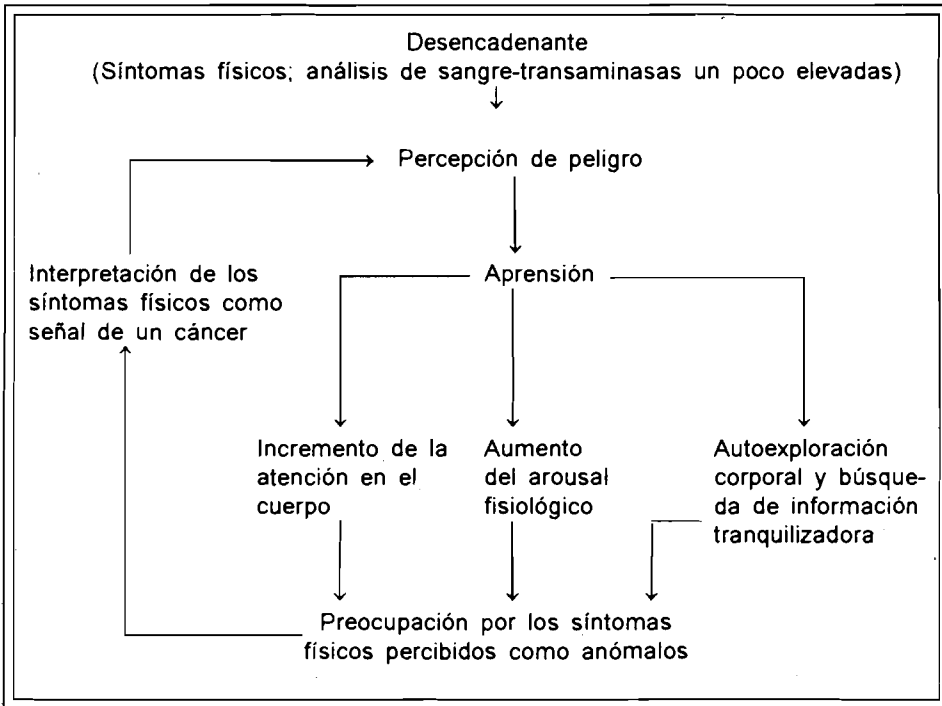 Desencadenante
(Síntomas físicos; análisis de sangre-transaminasas un poco elevadas)
Percepción de peligro
Interpretación de los
síntomas físicos como
señal de un cáncer
Aprensión
Incremento de la
atención en el
cuerpo
Aumento
del arousal
fisiológico
Autoexploración
corporal y búsque-
da de información
tranquilizadora
Preocupación por los síntomas
físicos percibidos como anómalos